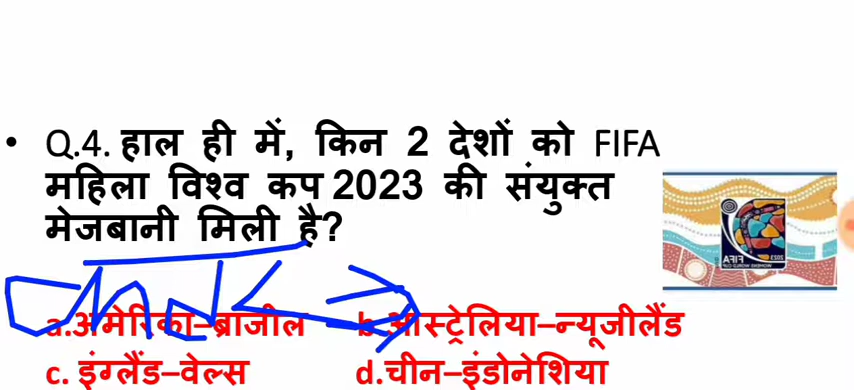 • Q.4. हाल ही में, किन 2 देशों को FIFA
महिला विश्व कप 2023 की संयुक्त
मेजबानी मिली है?
a.अमेरिका–ब्राजील b.ऑस्ट्रेलिया–न्यूजीलैंड
c. इंग्लैंड–वेल्स d.चीन–इंडोनेशिया